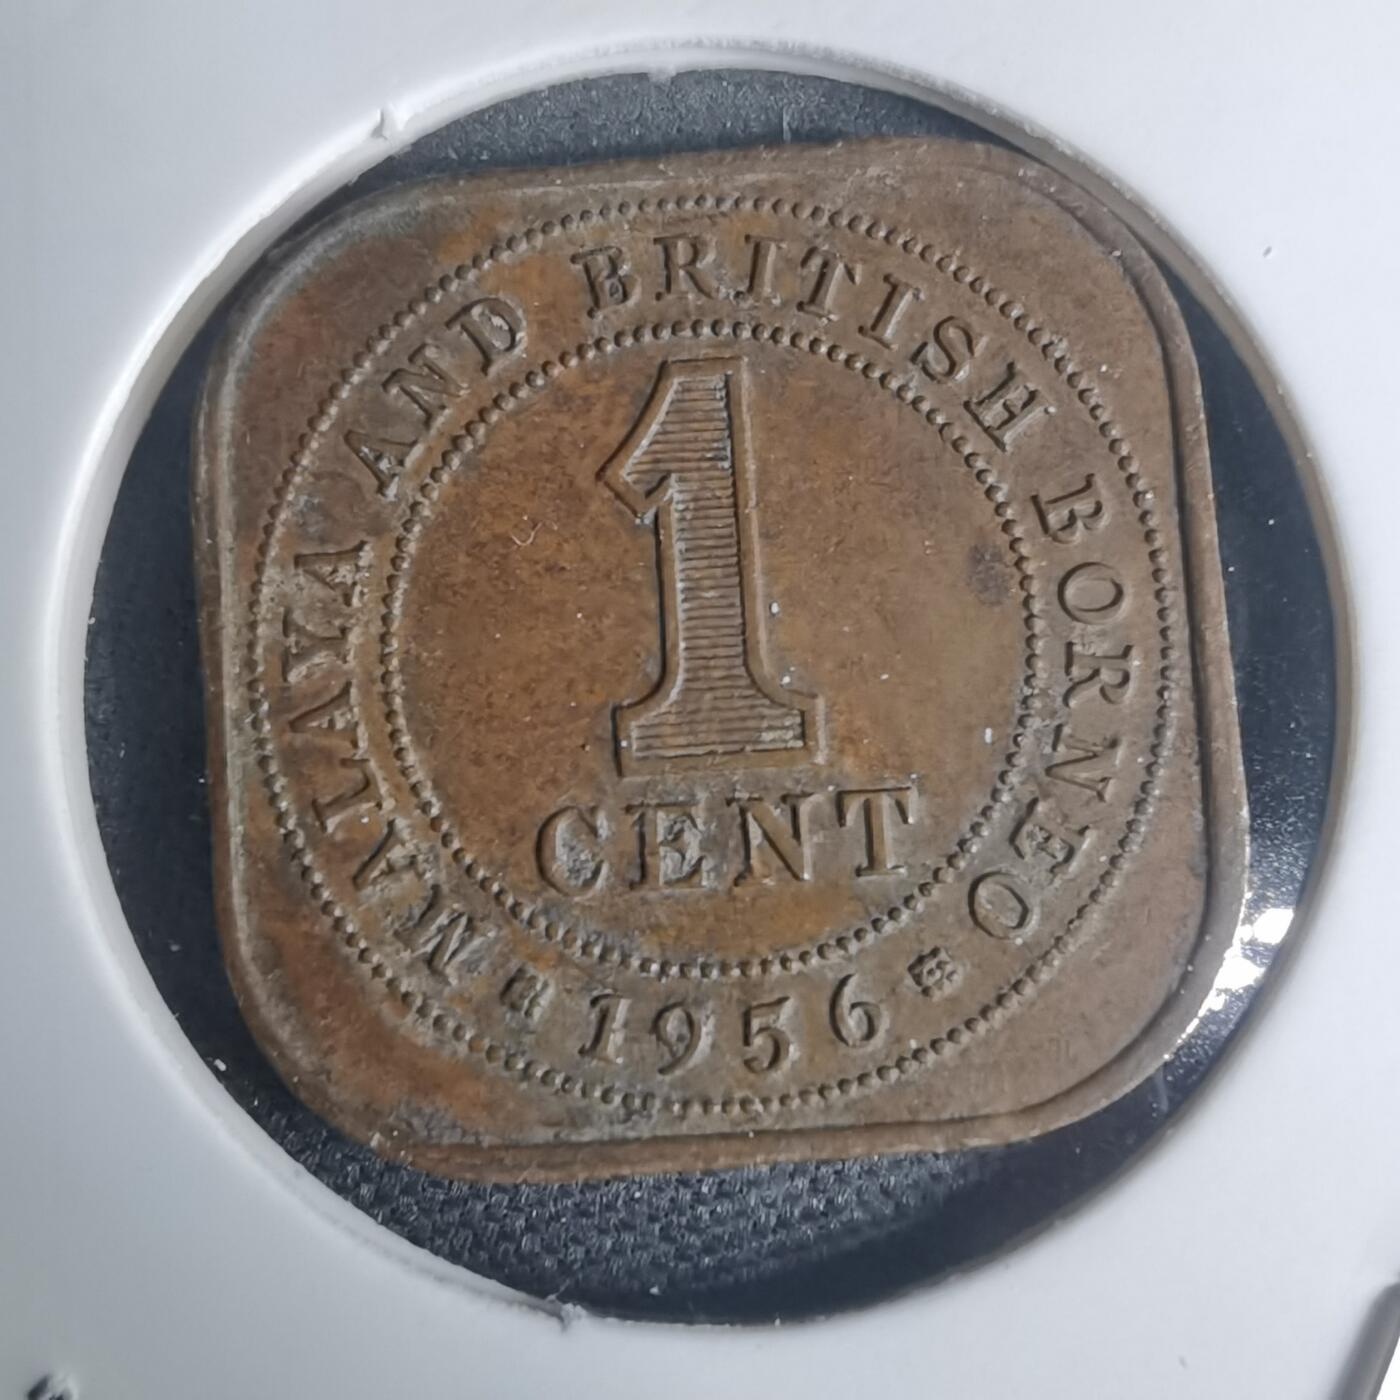 MALAYA AND BRITISH BORNEO
1
CENT
1956